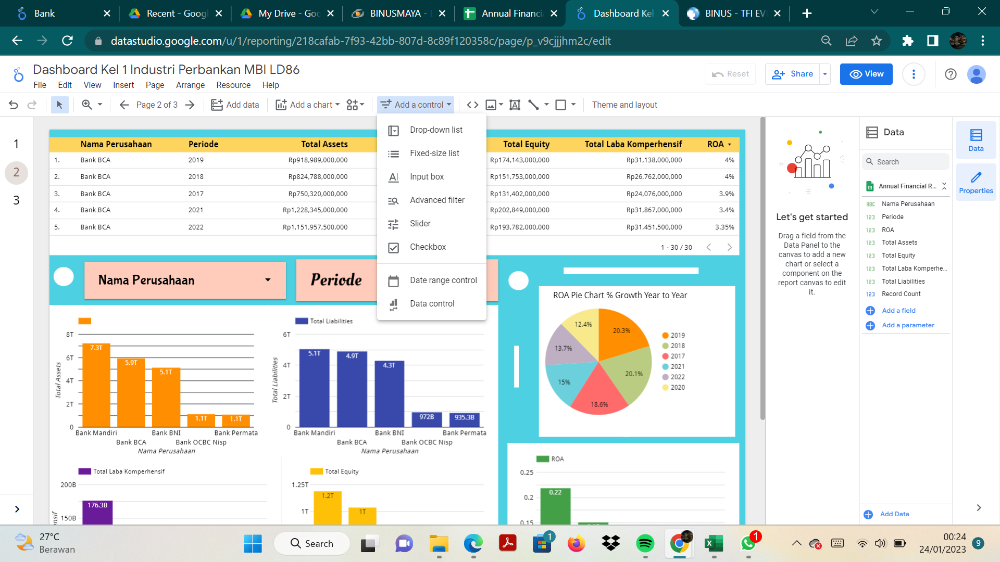 Bank
Recent - Googl
My Drive - Goo
BINUSMAYA -
Annual Financi
Dashboard Kel
BINUS - TFI EV
datastudio.google.com/u/1/reporting/218cafab-7f93-42bb-807d-8c89f120358c/page/p_v9cjjjhm2c/edit
Dashboard Kel 1 Industri Perbankan MBI LD86
File Edit View Insert Page Arrange Resource Help
Reset
Share
View
Page 2 of 3
Add data
Add a chart
Add a control
Theme and layout
1
2
3
Drop-down list
Fixed-size list
Input box
Advanced filter
Slider
Checkbox
Date range control
Data control
Nama Perusahaan Periode Total Assets Total Equity Total Laba Komperhensif ROA
1. Bank BCA 2019 Rp918,989,000,000 Rp174,143,000,000 Rp31,138,000,000 4%
2. Bank BCA 2018 Rp824,788,000,000 Rp151,753,000,000 Rp26,762,000,000 4%
3. Bank BCA 2017 Rp750,320,000,000 Rp131,402,000,000 Rp24,076,000,000 3.9%
4. Bank BCA 2021 Rp1,228,345,000,000 Rp202,849,000,000 Rp31,867,000,000 3.4%
5. Bank BCA 2022 Rp1,151,957,500,000 Rp193,782,000,000 Rp31,451,500,000 3.35%
1 - 30 / 30
Nama Perusahaan
Periode
8T
6T
4T
2T
0
Total Assets
7.3T
5.9T
5.1T
1.1T
1.1T
Bank Mandiri Bank BNI Bank Permata
Bank BCA Bank OCBC Nisp
Nama Perusahaan
Total Liabilities
6T
4T
2T
0
Total Liabilities
5.1T
4.9T
4.3T
972B
935.3B
Bank Mandiri Bank BNI Bank Permata
Bank BCA Bank OCBC Nisp
Nama Perusahaan
ROA Pie Chart % Growth Year to Year
12.4%
20.3%
13.7%
20.1%
15%
18.6%
2019
2018
2017
2021
2022
2020
Total Laba Komperhensif
200B
150B
176.3B
nsif
Total Equity
1.25T
1T
1.2T
1T
ROA
0.25
0.2
0.15
0.22
Let's get started
Drag a field from the
Data Panel to the
canvas to add a new
chart or select a
component on the
report canvas to edit
it.
Data
Search
Annual Financial R...
ABC Nama Perusahaan
123 Periode
123 ROA
123 Total Assets
123 Total Equity
123 Total Laba Komperhe...
123 Total Liabilities
123 Record Count
Add a field
Add a parameter
Add Data
Data
Properties
27°C
Berawan
Search
1
1
00:24
24/01/2023
9